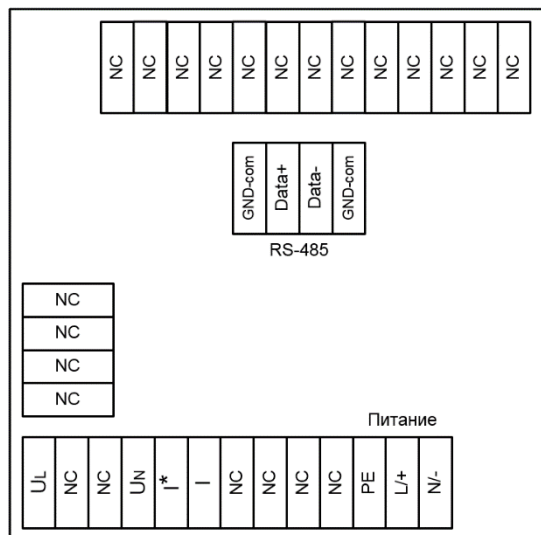 NC NC NC NC NC NC NC NC NC NC NC NC NC
GND-com Data+ Data- GND-com
RS-485
NC
NC
NC
NC
Питание
UL NC NC UN I* I NC NC NC NC PE L/+ N/-